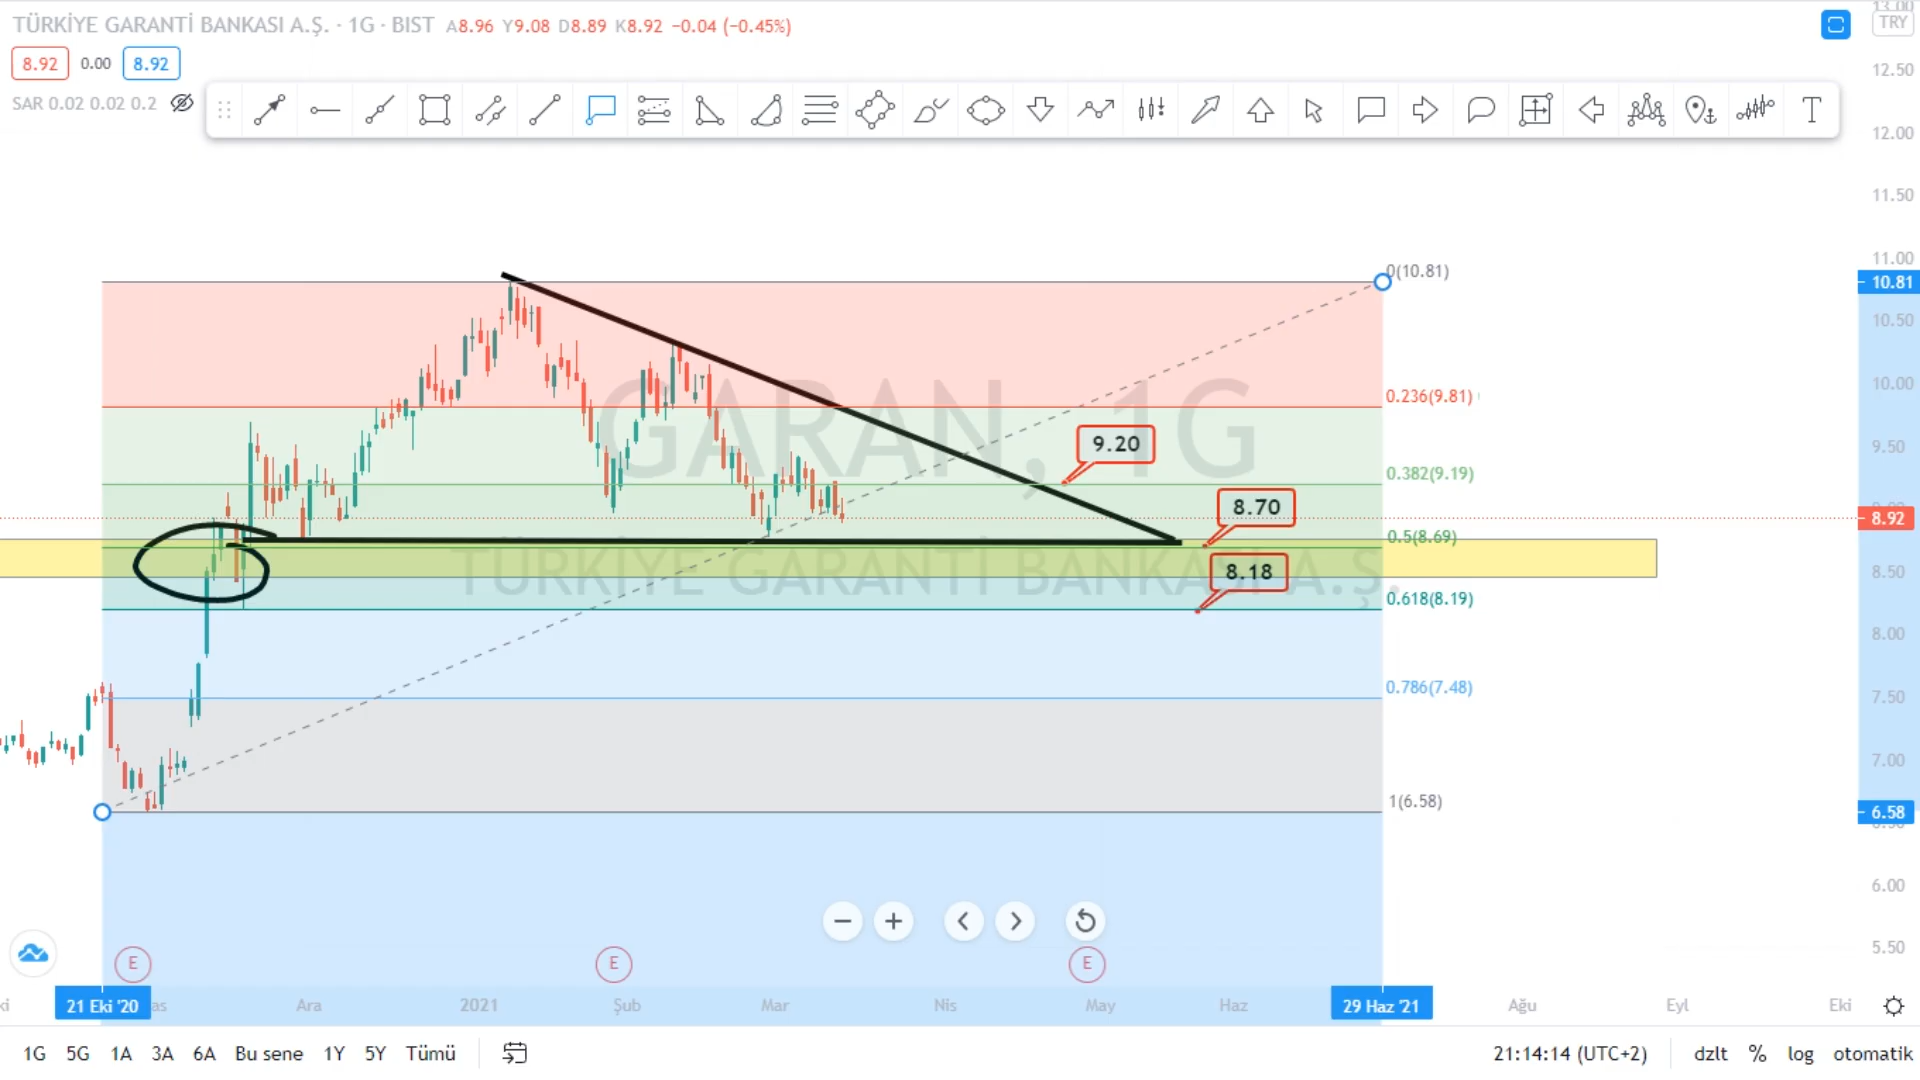 TÜRKİYE GARANTİ BANKASI A.Ş. · 1G · BIST A8.96 Y9.08 D8.89 K8.92 −0.04 (−0.45%)
TRY
8.92 0.00 8.92
SAR 0.02 0.02 0.2
T
13.00
12.50
12.00
11.50
11.00
10.81
10.50
10.00
9.50
8.92
8.50
8.00
7.50
7.00
6.58
6.00
5.50
0(10.81)
0.236(9.81)
0.382(9.19)
0.5(8.69)
0.618(8.19)
0.786(7.48)
1(6.58)
9.20
8.70
8.18
GARAN, 1G
TÜRKİYE GARANTİ BANKASI A.Ş.
E E E
21 Eki '20 Ara 2021 Şub Mar Nis May Haz 29 Haz '21 Ağu Eyl Eki
1G 5G 1A 3A 6A Bu sene 1Y 5Y Tümü 21:14:14 (UTC+2) dzlt % log otomatik